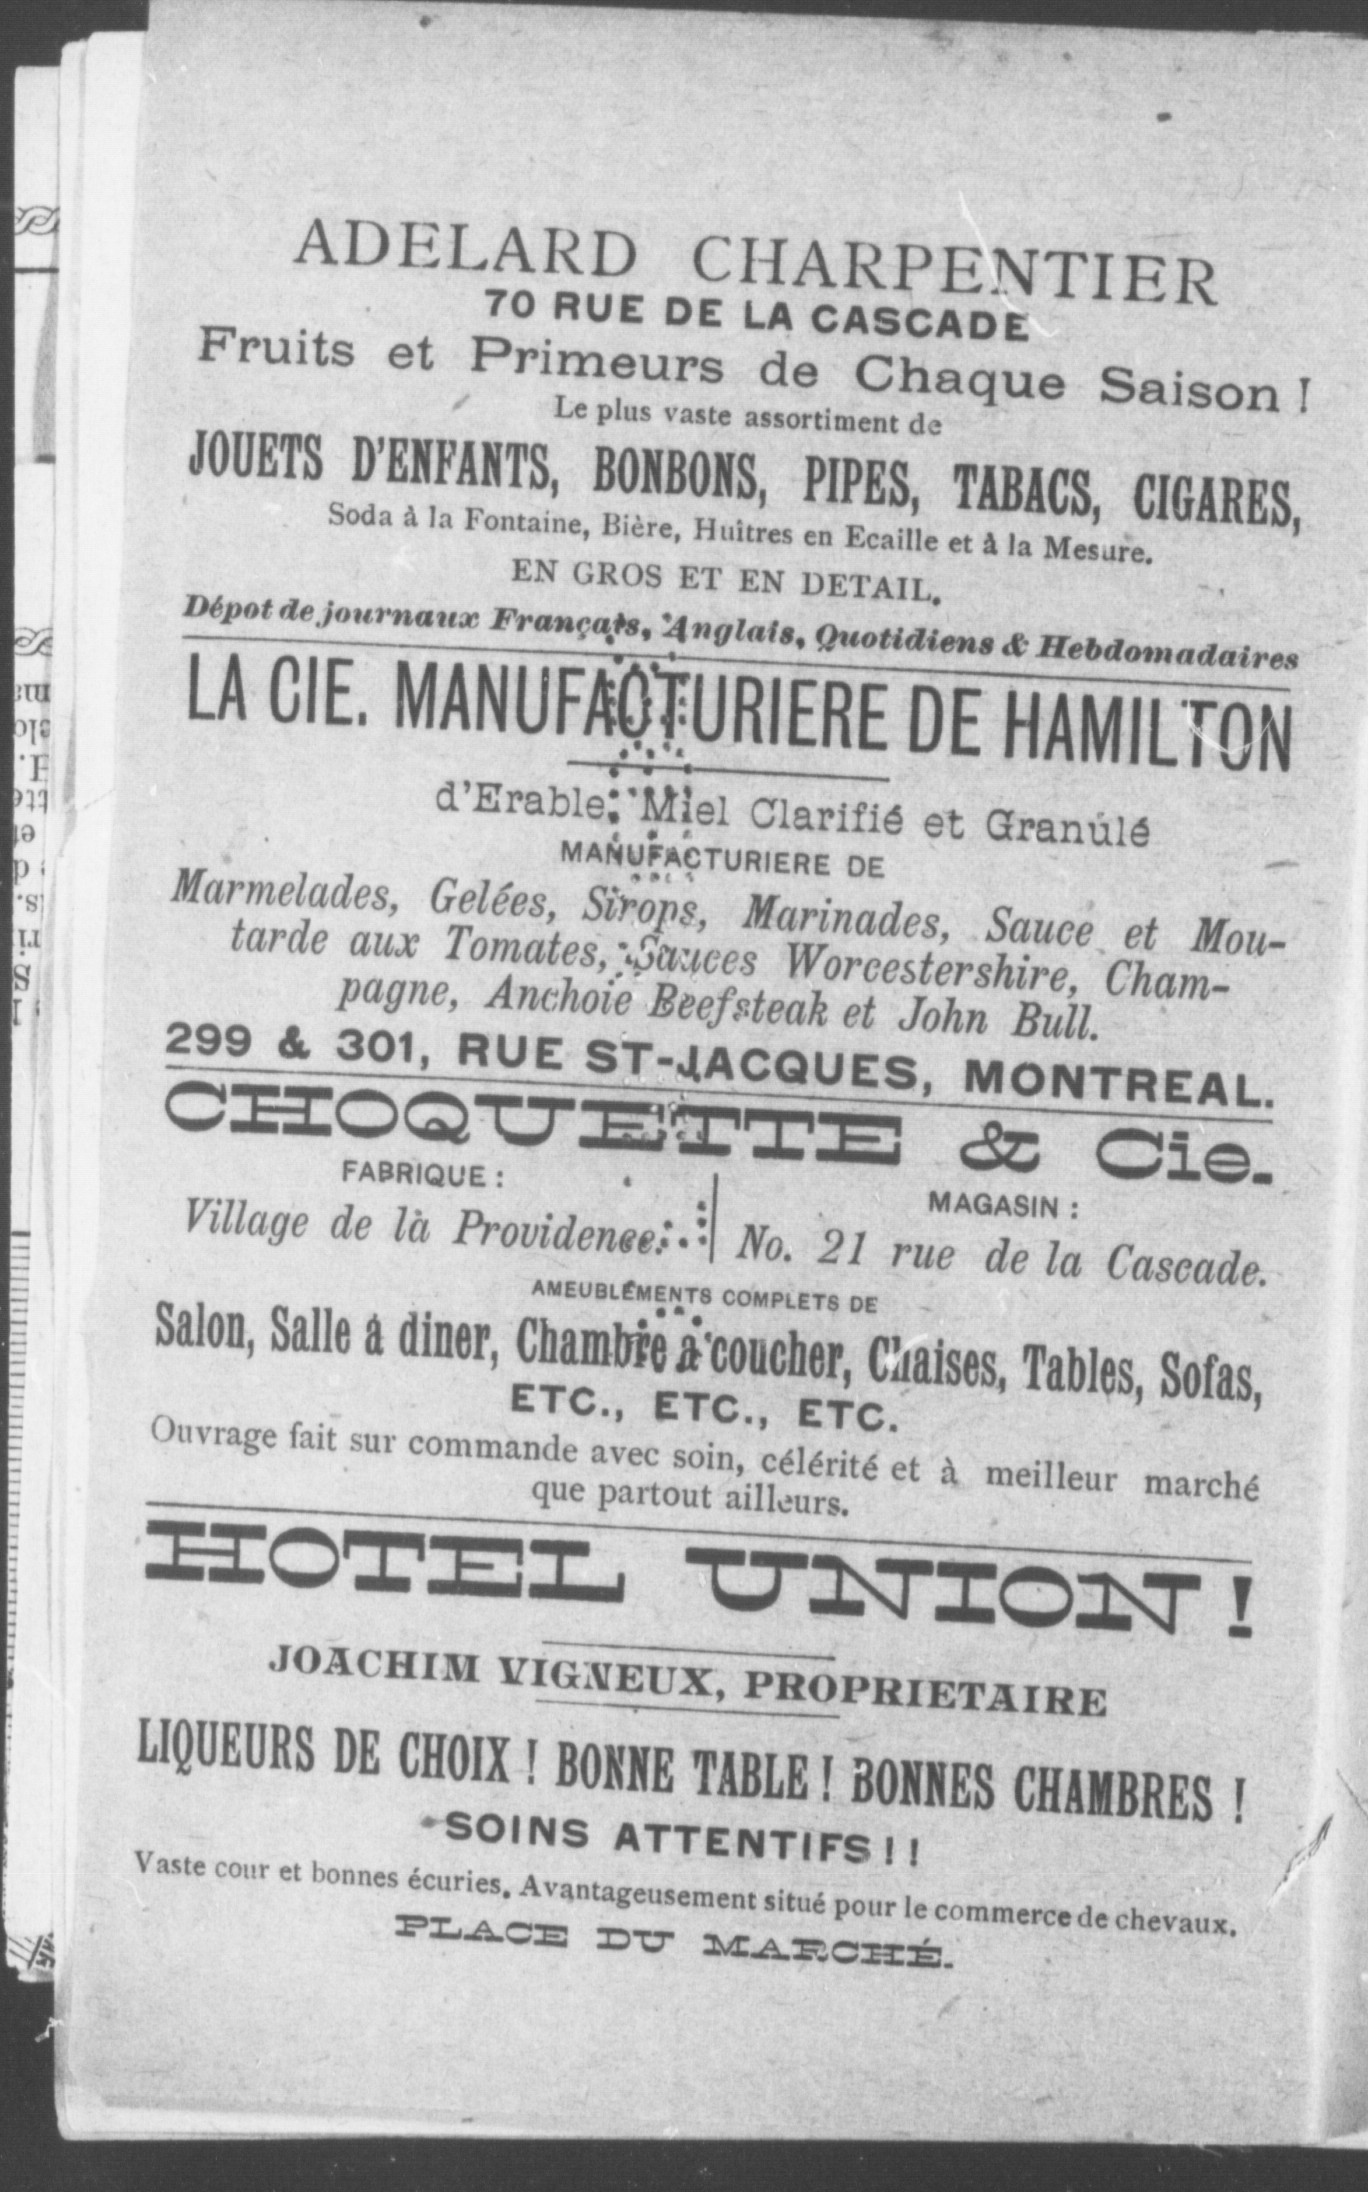 ADELARD CHARPENTIER
70 RUE DE LA CASCADE
Fruits et Primeurs de Chaque Saison !
Le plus vaste assortiment de
JOUETS D'ENFANTS, BONBONS, PIPES, TABACS, CIGARES,
Soda à la Fontaine, Bière, Huîtres en Ecaille et à la Mesure.
EN GROS ET EN DETAIL.
Dépot de journaux Français, Anglais, Quotidiens & Hebdomadaires
LA CIE. MANUFACTURIERE DE HAMILTON
d'Erable, Miel Clarifié et Granulé
MANUFACTURIERE DE
Marmelades, Gelées, Sirops, Marinades, Sauce et Mou-
tarde aux Tomates, Sauces Worcestershire, Cham-
pagne, Anchoie Beefsteak et John Bull.
299 & 301, RUE ST-JACQUES, MONTREAL.
CHOQUETTE & Cie.
FABRIQUE :
Village de là Providence.
MAGASIN :
No. 21 rue de la Cascade.
AMEUBLEMENTS COMPLETS DE
Salon, Salle à diner, Chambre à coucher, Chaises, Tables, Sofas,
ETC., ETC., ETC.
Ouvrage fait sur commande avec soin, célérité et à meilleur marché
que partout ailleurs.
HOTEL UNION !
JOACHIM VIGNEUX, PROPRIETAIRE
LIQUEURS DE CHOIX ! BONNE TABLE ! BONNES CHAMBRES !
SOINS ATTENTIFS ! !
Vaste cour et bonnes écuries. Avantageusement situé pour le commerce de chevaux.
PLACE DU MARCHÉ.